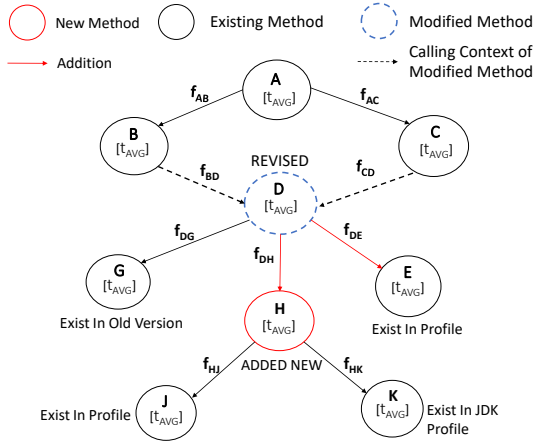 New Method
Existing Method
Modified Method
Addition
Calling Context of
Modified Method
A
[tAVG]
fAB
fAC
B
[tAVG]
C
[tAVG]
REVISED
fBD
fCD
D
[tAVG]
fDG
fDH
fDE
G
[tAVG]
E
[tAVG]
Exist In Old Version
H
[tAVG]
Exist In Profile
fHJ
ADDED NEW
fHK
J
[tAVG]
Exist In Profile
K
[tAVG]
Exist In JDK
Profile